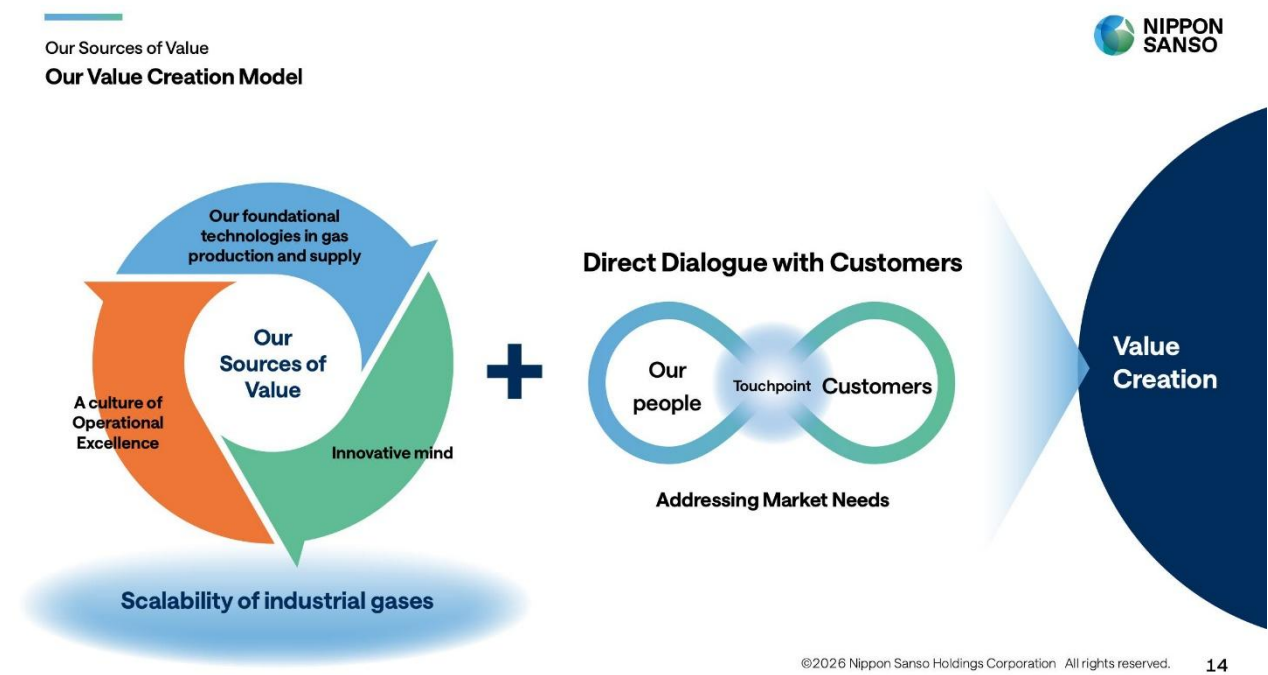 Our Sources of Value
Our Value Creation Model
NIPPON
SANSO
Our foundational
technologies in gas
production and supply
Our
Sources of
Value
A culture of
Operational
Excellence
Innovative mind
Scalability of industrial gases
Direct Dialogue with Customers
Our
people
Touchpoint
Customers
Addressing Market Needs
Value
Creation
©2026 Nippon Sanso Holdings Corporation All rights reserved.
14